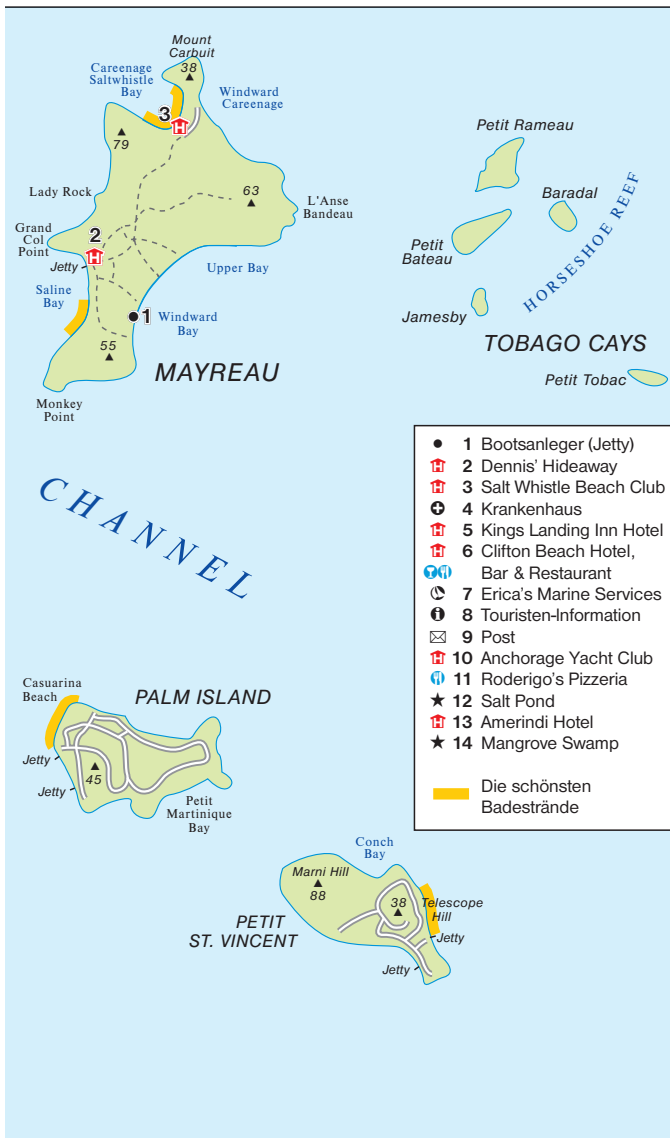 Mount
Carbuit
38
Careenage
Saltwhistle
Bay
Windward
Careenage
3
79
Lady Rock
63
L'Anse
Bandeau
Grand
Col
Point
2
Jetty
Upper Bay
Saline
Bay
1
Windward
Bay
55
MAYREAU
Monkey
Point
Petit Rameau
Baradal
Petit
Bateau
HORSESHOE REEF
Jamesby
TOBAGO CAYS
Petit Tobac
CHANNEL
1 Bootsanleger (Jetty)
2 Dennis' Hideaway
3 Salt Whistle Beach Club
4 Krankenhaus
5 Kings Landing Inn Hotel
6 Clifton Beach Hotel,
Bar & Restaurant
7 Erica's Marine Services
8 Touristen-Information
9 Post
10 Anchorage Yacht Club
11 Roderigo's Pizzeria
12 Salt Pond
13 Amerindi Hotel
14 Mangrove Swamp
Die schönsten
Badestrände
Casuarina
Beach
PALM ISLAND
Jetty
45
Jetty
Petit
Martinique
Bay
Conch
Bay
Marni Hill
88
38
Telescope
Hill
PETIT
ST. VINCENT
Jetty
Jetty